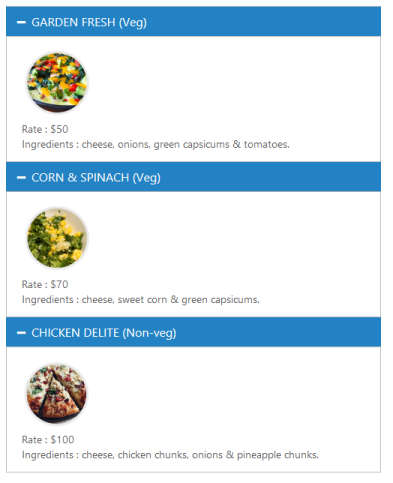 GARDEN FRESH (Veg)
Rate : $50
Ingredients : cheese, onions, green capsicums & tomatoes.
CORN & SPINACH (Veg)
Rate : $70
Ingredients : cheese, sweet corn & green capsicums.
CHICKEN DELITE (Non-veg)
Rate : $100
Ingredients : cheese, chicken chunks, onions & pineapple chunks.